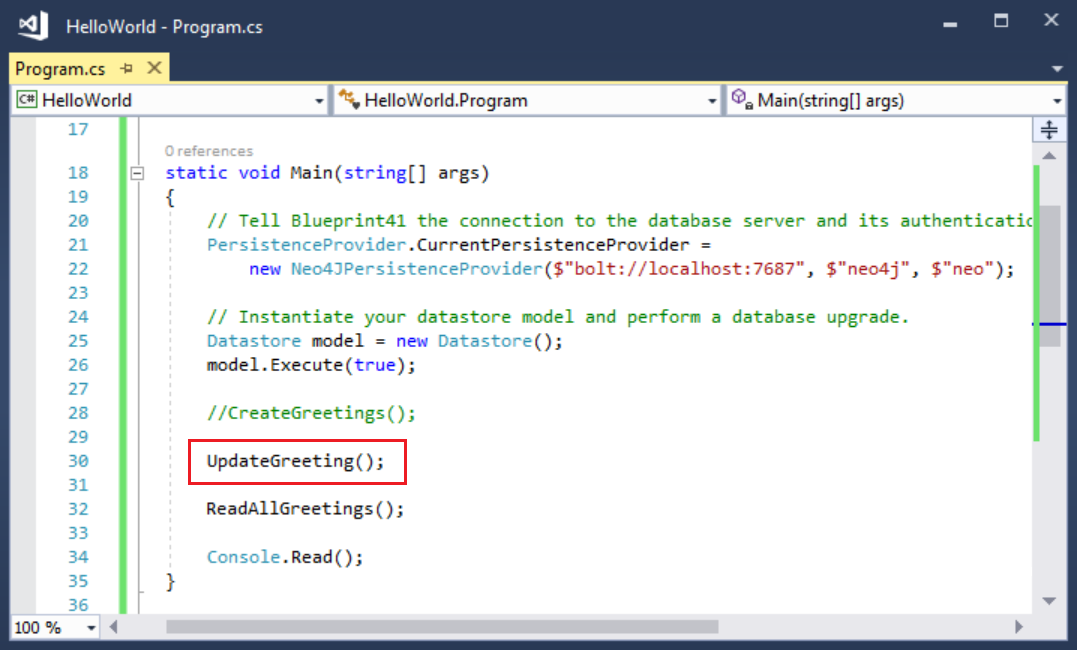 HelloWorld - Program.cs
Program.cs
C# HelloWorld HelloWorld.Program Main(string[] args)
17
0 references
18 static void Main(string[] args)
19 {
20 // Tell Blueprint41 the connection to the database server and its authenticatio
21 PersistenceProvider.CurrentPersistenceProvider =
22 new Neo4JPersistenceProvider($"bolt://localhost:7687", $"neo4j", $"neo");
23
24 // Instantiate your datastore model and perform a database upgrade.
25 Datastore model = new Datastore();
26 model.Execute(true);
27
28 //CreateGreetings();
29
30 UpdateGreeting();
31
32 ReadAllGreetings();
33
34 Console.Read();
35 }
36
100 %